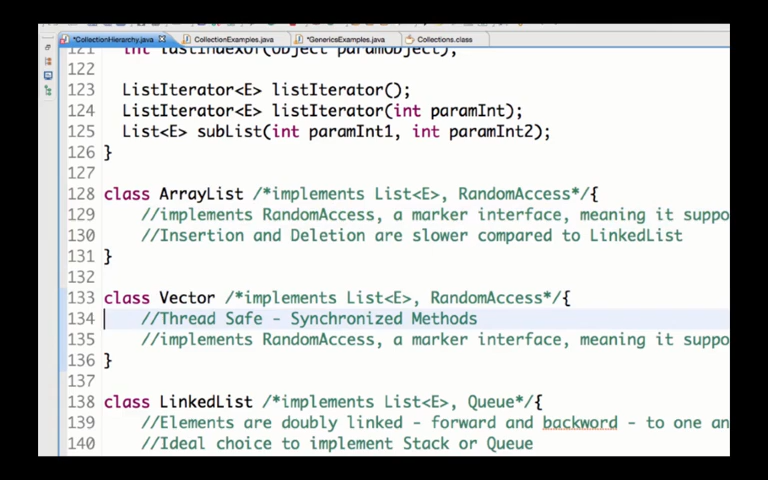 *CollectionHierarchy.java CollectionExamples.java *GenericsExamples.java Collections.class
121 int lastIndexOf(Object paramObject);
122
123 ListIterator<E> listIterator();
124 ListIterator<E> listIterator(int paramInt);
125 List<E> subList(int paramInt1, int paramInt2);
126 }
127
128 class ArrayList /*implements List<E>, RandomAccess*/{
129 //implements RandomAccess, a marker interface, meaning it suppo
130 //Insertion and Deletion are slower compared to LinkedList
131 }
132
133 class Vector /*implements List<E>, RandomAccess*/{
134 //Thread Safe - Synchronized Methods
135 //implements RandomAccess, a marker interface, meaning it suppo
136 }
137
138 class LinkedList /*implements List<E>, Queue*/{
139 //Elements are doubly linked - forward and backword - to one an
140 //Ideal choice to implement Stack or Queue